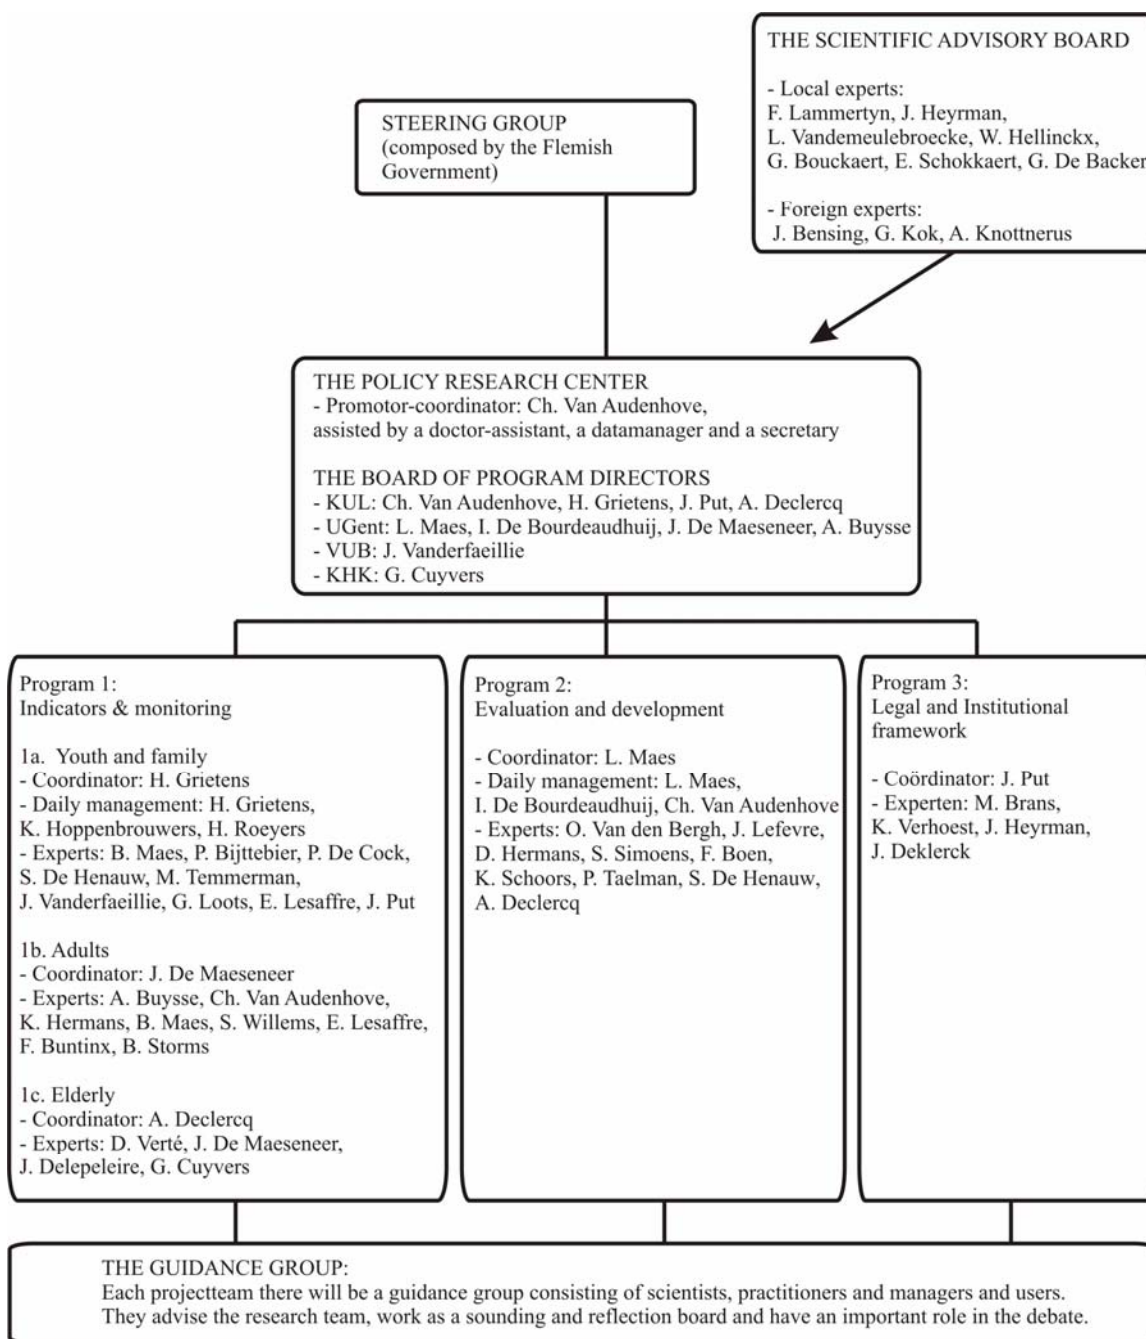 THE SCIENTIFIC ADVISORY BOARD
- Local experts:
F. Lammertyn, J. Heyrman,
L. Vandemeulebroecke, W. Hellinckx,
G. Bouckaert, E. Schokkaert, G. De Backer
- Foreign experts:
J. Bensing, G. Kok, A. Knottnerus
STEERING GROUP
(composed by the Flemish
Government)
THE POLICY RESEARCH CENTER
- Promotor-coordinator: Ch. Van Audenhove,
assisted by a doctor-assistant, a datamanager and a secretary
THE BOARD OF PROGRAM DIRECTORS
- KUL: Ch. Van Audenhove, H. Grietens, J. Put, A. Declercq
- UGent: L. Maes, I. De Bourdeaudhuij, J. De Maeseneer, A. Buysse
- VUB: J. Vanderfaeillie
- KHK: G. Cuyvers
Program 1:
Indicators & monitoring
1a. Youth and family
- Coordinator: H. Grietens
- Daily management: H. Grietens,
K. Hoppenbrouwers, H. Roeyers
- Experts: B. Maes, P. Bijttebier, P. De Cock,
S. De Henauw, M. Temmerman,
J. Vanderfaeillie, G. Loots, E. Lesaffre, J. Put
1b. Adults
- Coordinator: J. De Maeseneer
- Experts: A. Buysse, Ch. Van Audenhove,
K. Hermans, B. Maes, S. Willems, E. Lesaffre,
F. Buntinx, B. Storms
1c. Elderly
- Coordinator: A. Declercq
- Experts: D. Verté, J. De Maeseneer,
J. Delepeleire, G. Cuyvers
Program 2:
Evaluation and development
- Coordinator: L. Maes
- Daily management: L. Maes,
I. De Bourdeaudhuij, Ch. Van Audenhove
- Experts: O. Van den Bergh, J. Lefevre,
D. Hermans, S. Simoens, F. Boen,
K. Schoors, P. Taelman, S. De Henauw,
A. Declercq
Program 3:
Legal and Institutional
framework
- Coördinator: J. Put
- Experten: M. Brans,
K. Verhoest, J. Heyrman,
J. Deklerck
THE GUIDANCE GROUP:
Each projectteam there will be a guidance group consisting of scientists, practitioners and managers and users.
They advise the research team, work as a sounding and reflection board and have an important role in the debate.